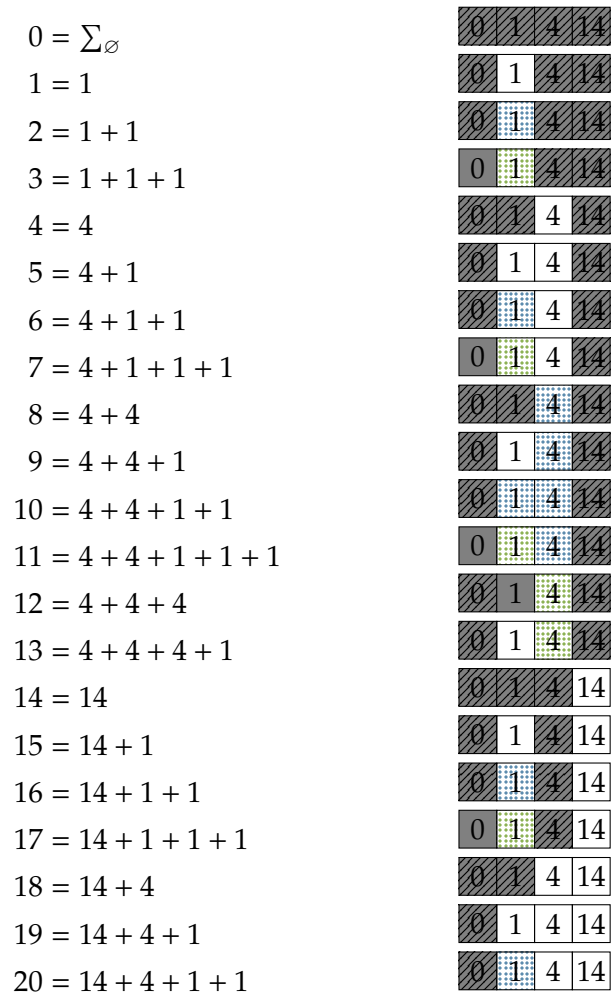 0 = ∑∅ 0 1 4 14
1 = 1 0 1 4 14
2 = 1 + 1 0 1 4 14
3 = 1 + 1 + 1 0 1 4 14
4 = 4 0 1 4 14
5 = 4 + 1 0 1 4 14
6 = 4 + 1 + 1 0 1 4 14
7 = 4 + 1 + 1 + 1 0 1 4 14
8 = 4 + 4 0 1 4 14
9 = 4 + 4 + 1 0 1 4 14
10 = 4 + 4 + 1 + 1 0 1 4 14
11 = 4 + 4 + 1 + 1 + 1 0 1 4 14
12 = 4 + 4 + 4 0 1 4 14
13 = 4 + 4 + 4 + 1 0 1 4 14
14 = 14 0 1 4 14
15 = 14 + 1 0 1 4 14
16 = 14 + 1 + 1 0 1 4 14
17 = 14 + 1 + 1 + 1 0 1 4 14
18 = 14 + 4 0 1 4 14
19 = 14 + 4 + 1 0 1 4 14
20 = 14 + 4 + 1 + 1 0 1 4 14